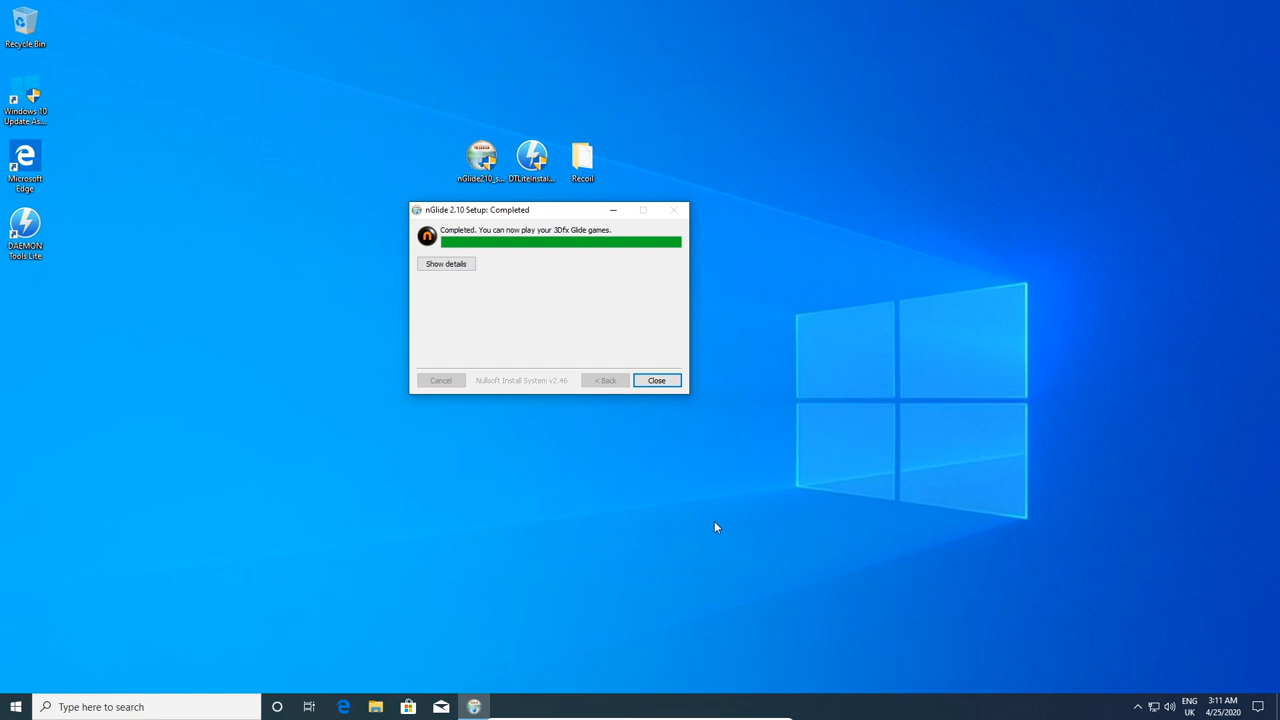 Recycle Bin
Windows 10
Update As...
Microsoft
Edge
DAEMON
Tools Lite
nGlide210_s...
DTLiteInstal...
Recoil
nGlide 2.10 Setup: Completed
Completed. You can now play your 3Dfx Glide games.
Show details
Cancel
Nullsoft Install System v2.46
< Back
Close
Type here to search
ENG
UK
3:11 AM
4/25/2020